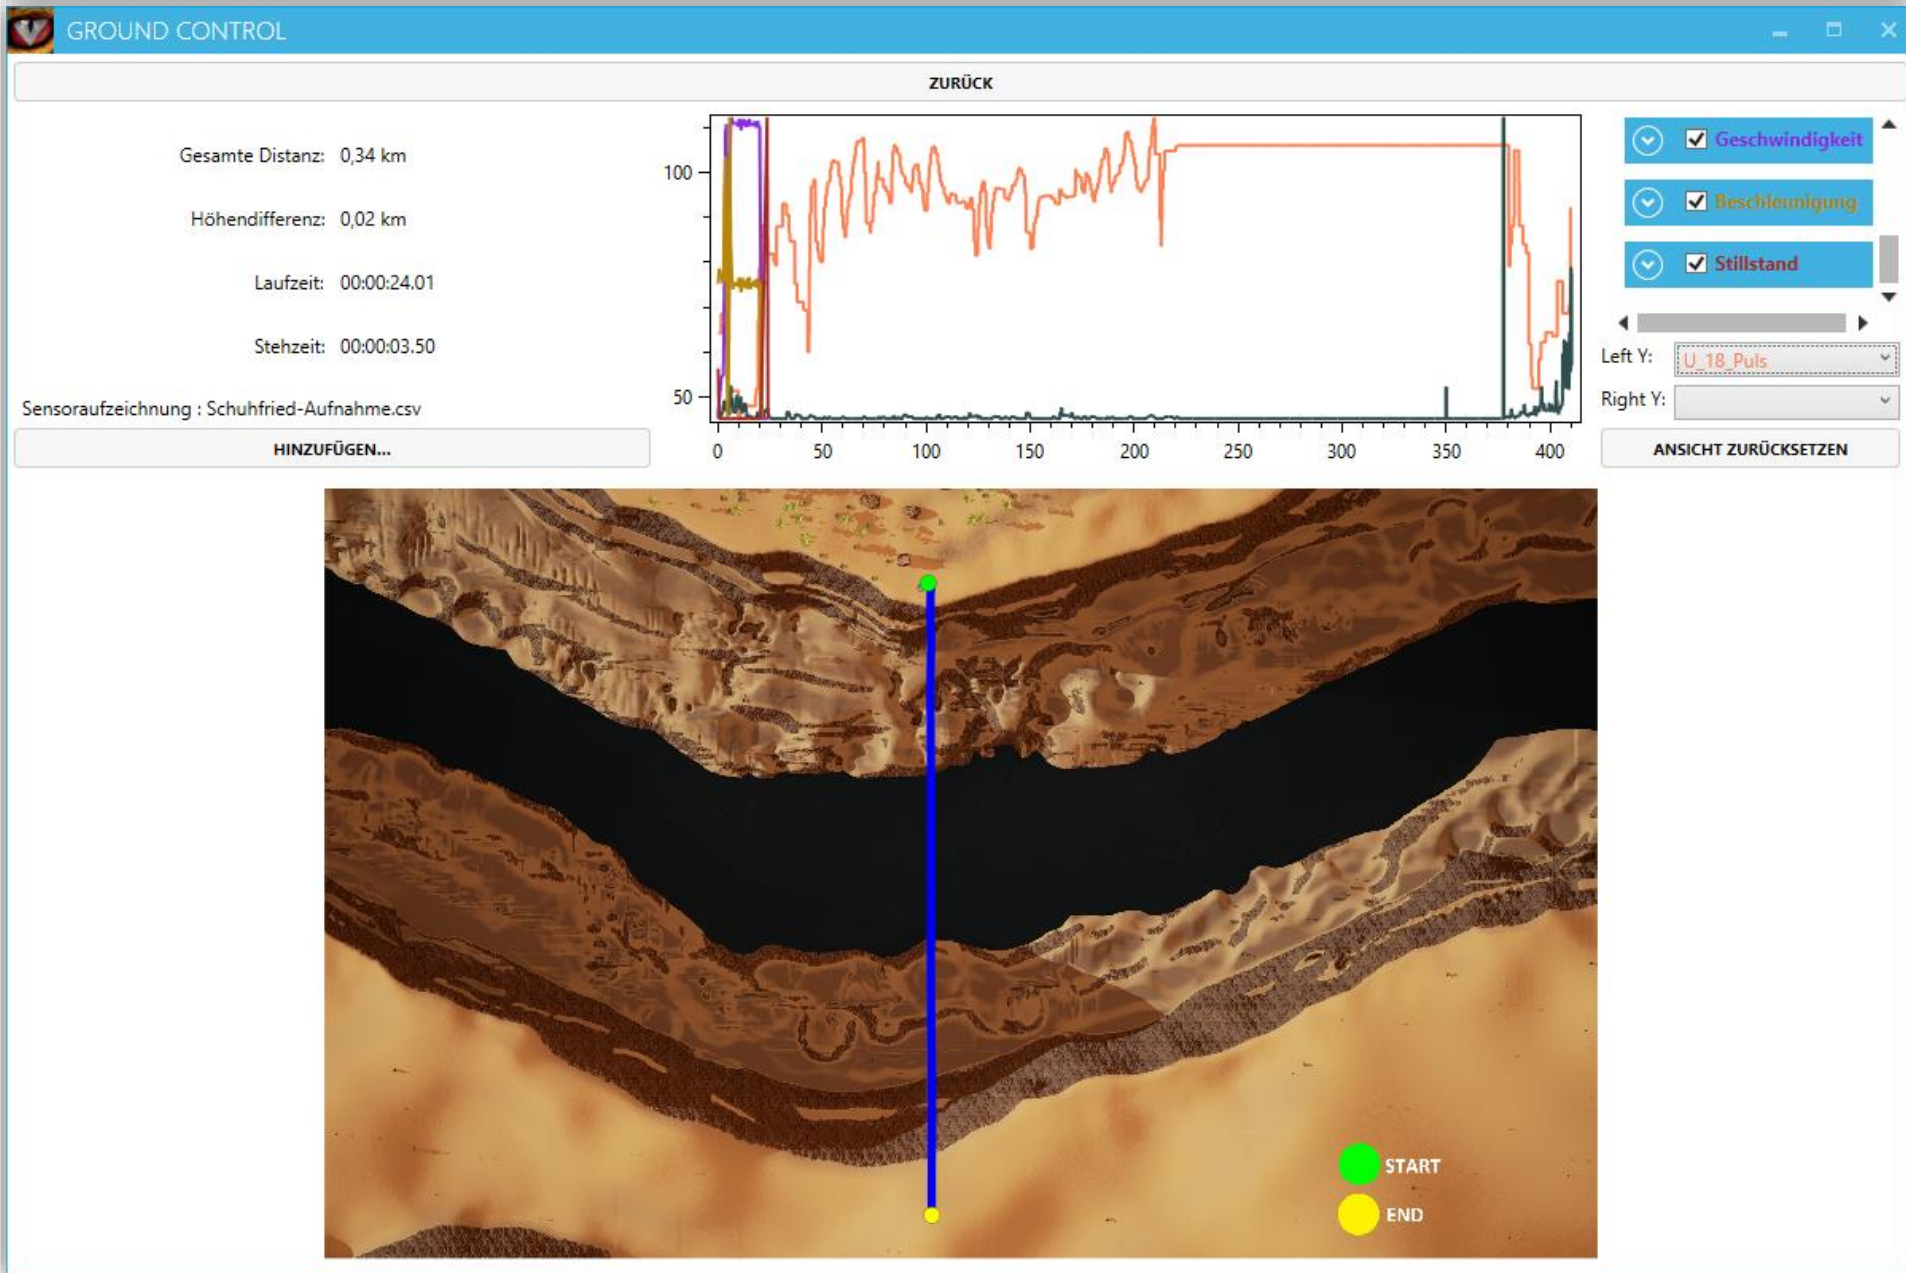 GROUND CONTROL
ZURÜCK
Gesamte Distanz: 0,34 km
Höhendifferenz: 0,02 km
Laufzeit: 00:00:24.01
Stehzeit: 00:00:03.50
Sensoraufzeichnung : Schuhfried-Aufnahme.csv
HINZUFÜGEN...
100
50
0 50 100 150 200 250 300 350 400
Geschwindigkeit
Beschleunigung
Stillstand
Left Y: U_18_Puls
Right Y:
ANSICHT ZURÜCKSETZEN
START
END